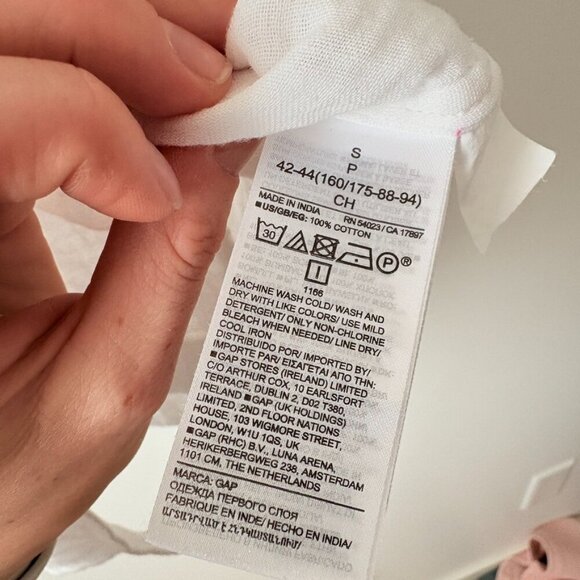 S
P
42-44(160/175-88-94)
CH
MADE IN INDIA RN 54023 / CA 17897
■US/GB/EG: 100% COTTON
30 P ®
1166
MACHINE WASH COLD/ WASH AND
DRY WITH LIKE COLORS/ USE MILD
DETERGENT/ ONLY NON-CHLORINE
BLEACH WHEN NEEDED/ LINE DRY/
COOL IRON
DISTRIBUIDO POR/ IMPORTED BY/
IMPORTE PAR/ ΕΙΣΑΓΕΤΑΙ ΑΠΟ ΤΗΝ:
■GAP STORES (IRELAND) LIMITED
C/O ARTHUR COX, 10 EARLSFORT
TERRACE, DUBLIN 2, D02 T380,
IRELAND ■GAP (UK HOLDINGS)
LIMITED, 2ND FLOOR NATIONS
HOUSE, 103 WIGMORE STREET,
LONDON, W1U 1QS, UK
■GAP (RHC) B.V., LUNA ARENA,
HERIKERBERGWEG 238, AMSTERDAM
1101 CM, THE NETHERLANDS
MARCA: GAP
ОДЕЖДА ПЕРВОГО СЛОЯ
FABRIQUE EN INDE/ HECHO EN INDIA/
ԱՐՏԱԴՐՎԱԾ Է ՀՆԴԿԱՍՏԱՆՈՒՄ/